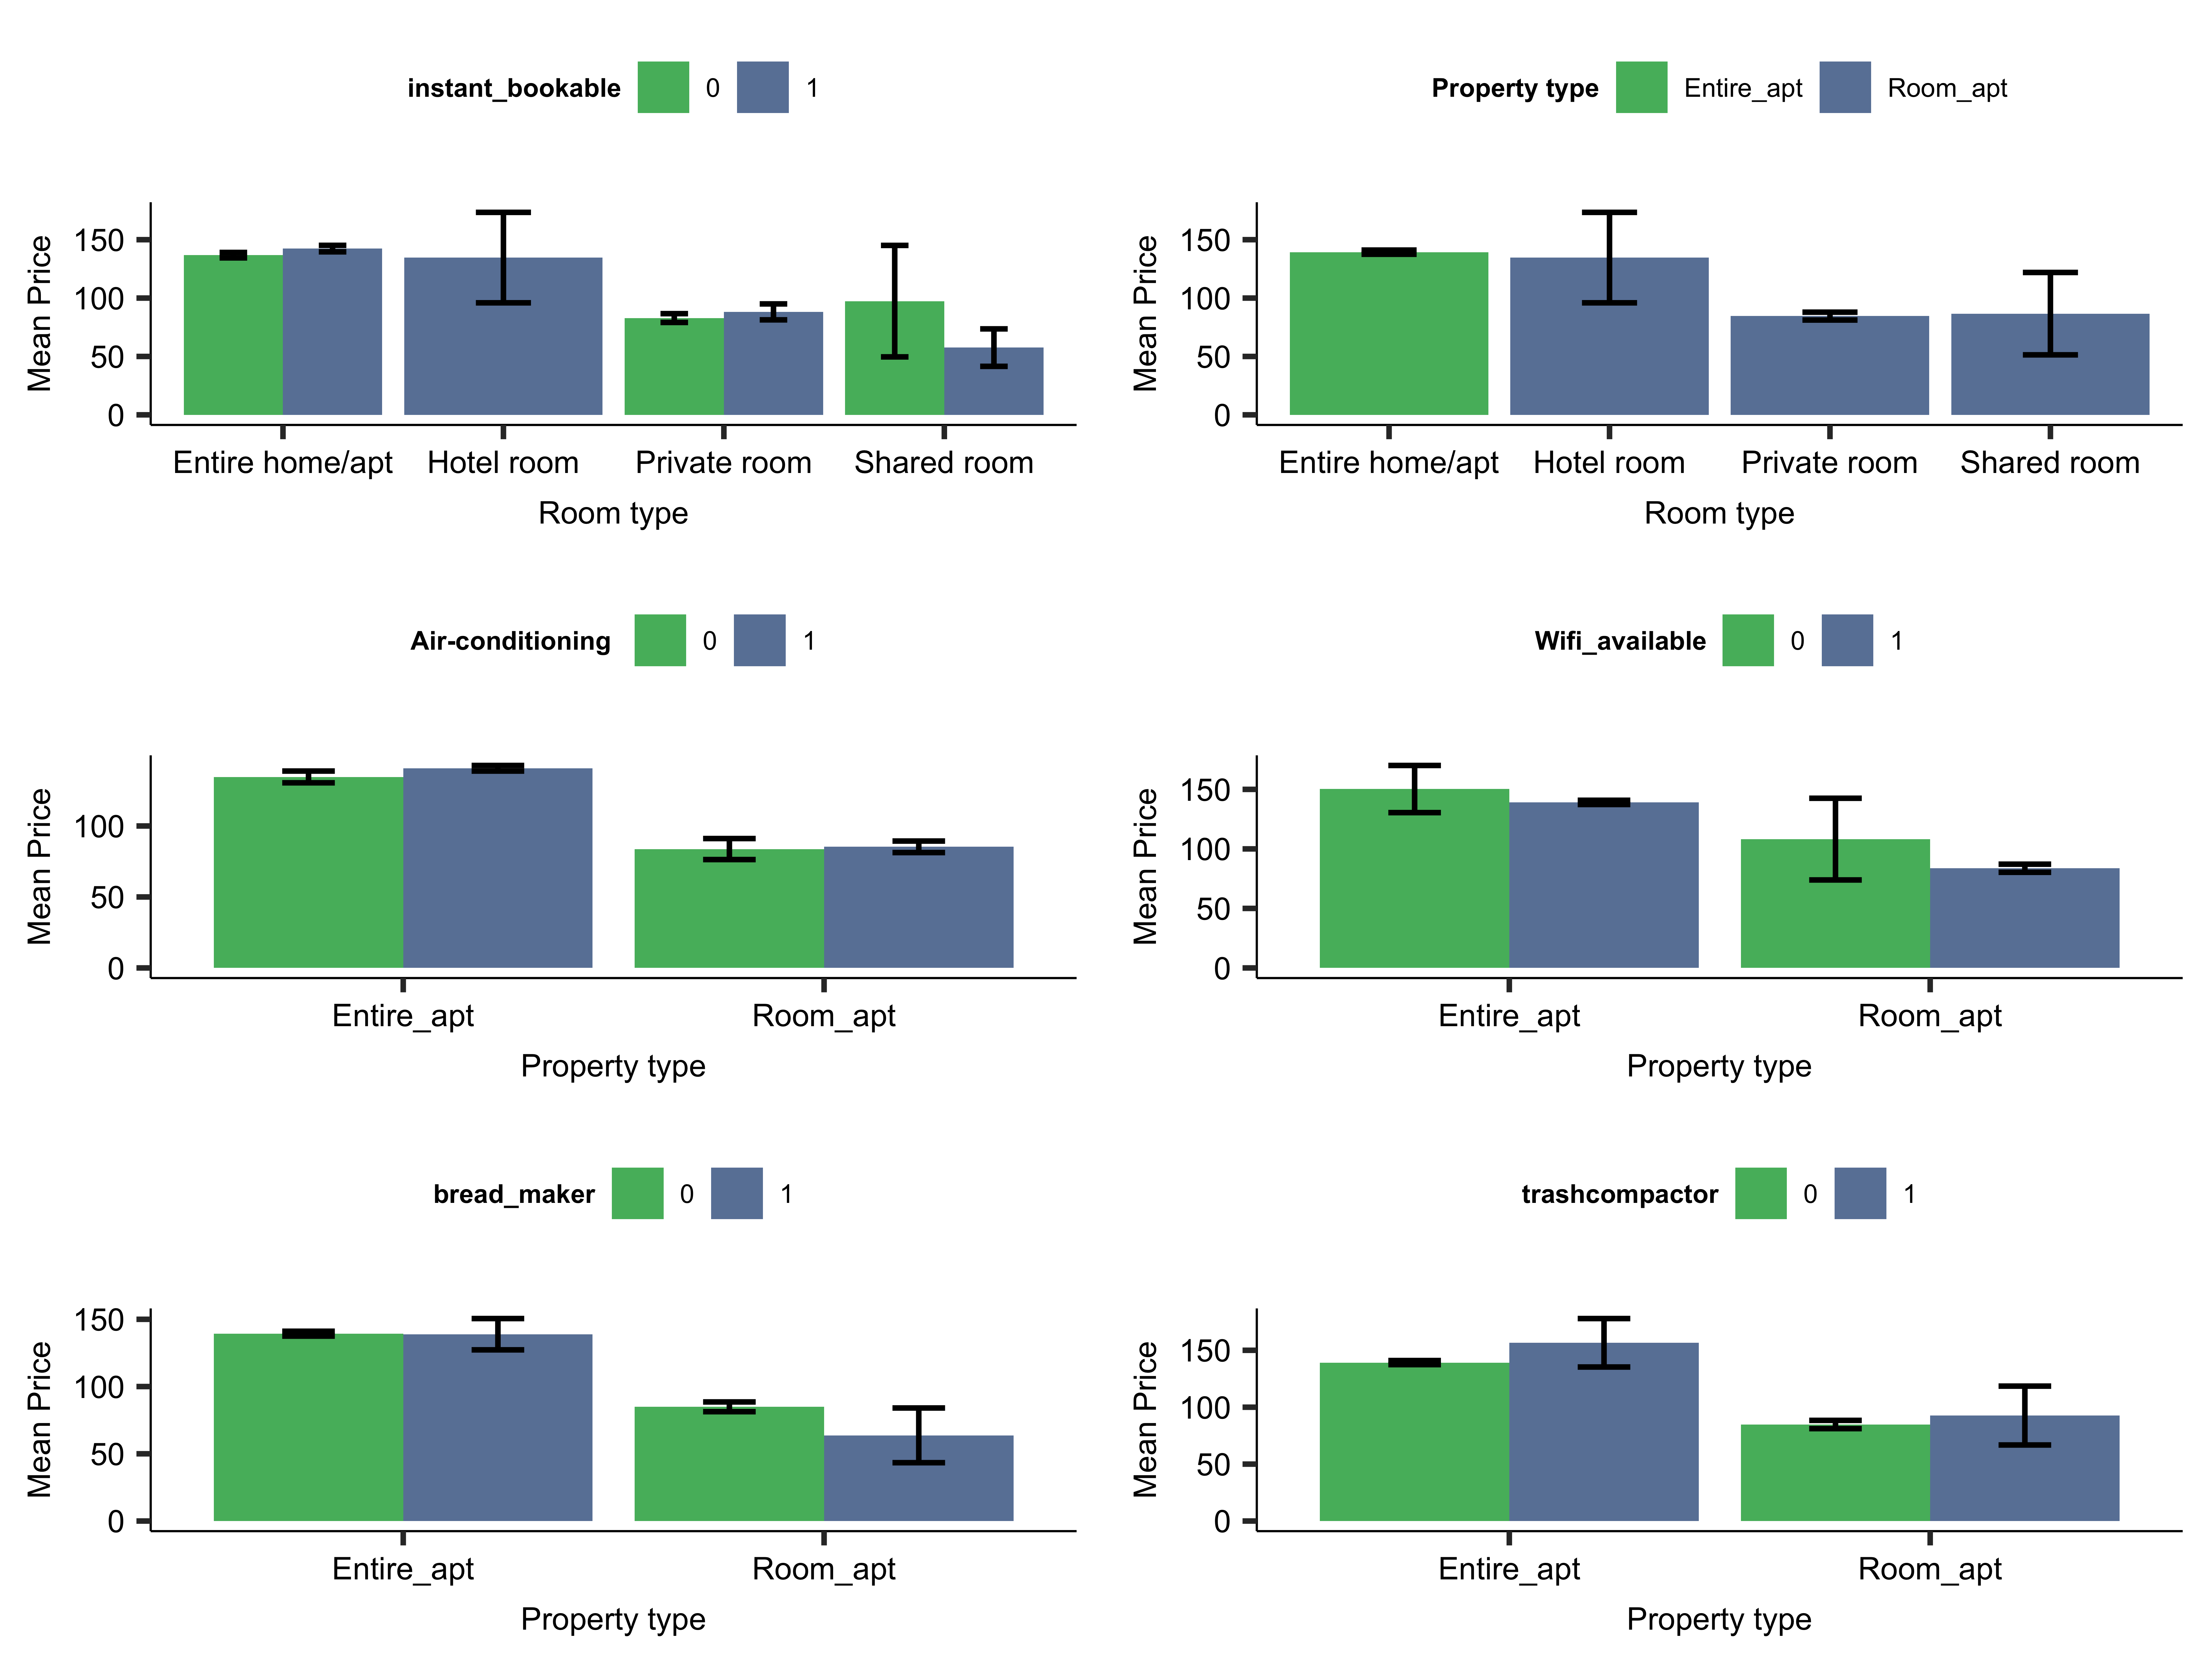 instant_bookable 0 1
Mean Price
150
100
50
0
Entire home/apt Hotel room Private room Shared room
Room type
Property type Entire_apt Room_apt
Mean Price
150
100
50
0
Entire home/apt Hotel room Private room Shared room
Room type
Air-conditioning 0 1
Mean Price
100
50
0
Entire_apt Room_apt
Property type
Wifi_available 0 1
Mean Price
150
100
50
0
Entire_apt Room_apt
Property type
bread_maker 0 1
Mean Price
150
100
50
0
Entire_apt Room_apt
Property type
trashcompactor 0 1
Mean Price
150
100
50
0
Entire_apt Room_apt
Property type